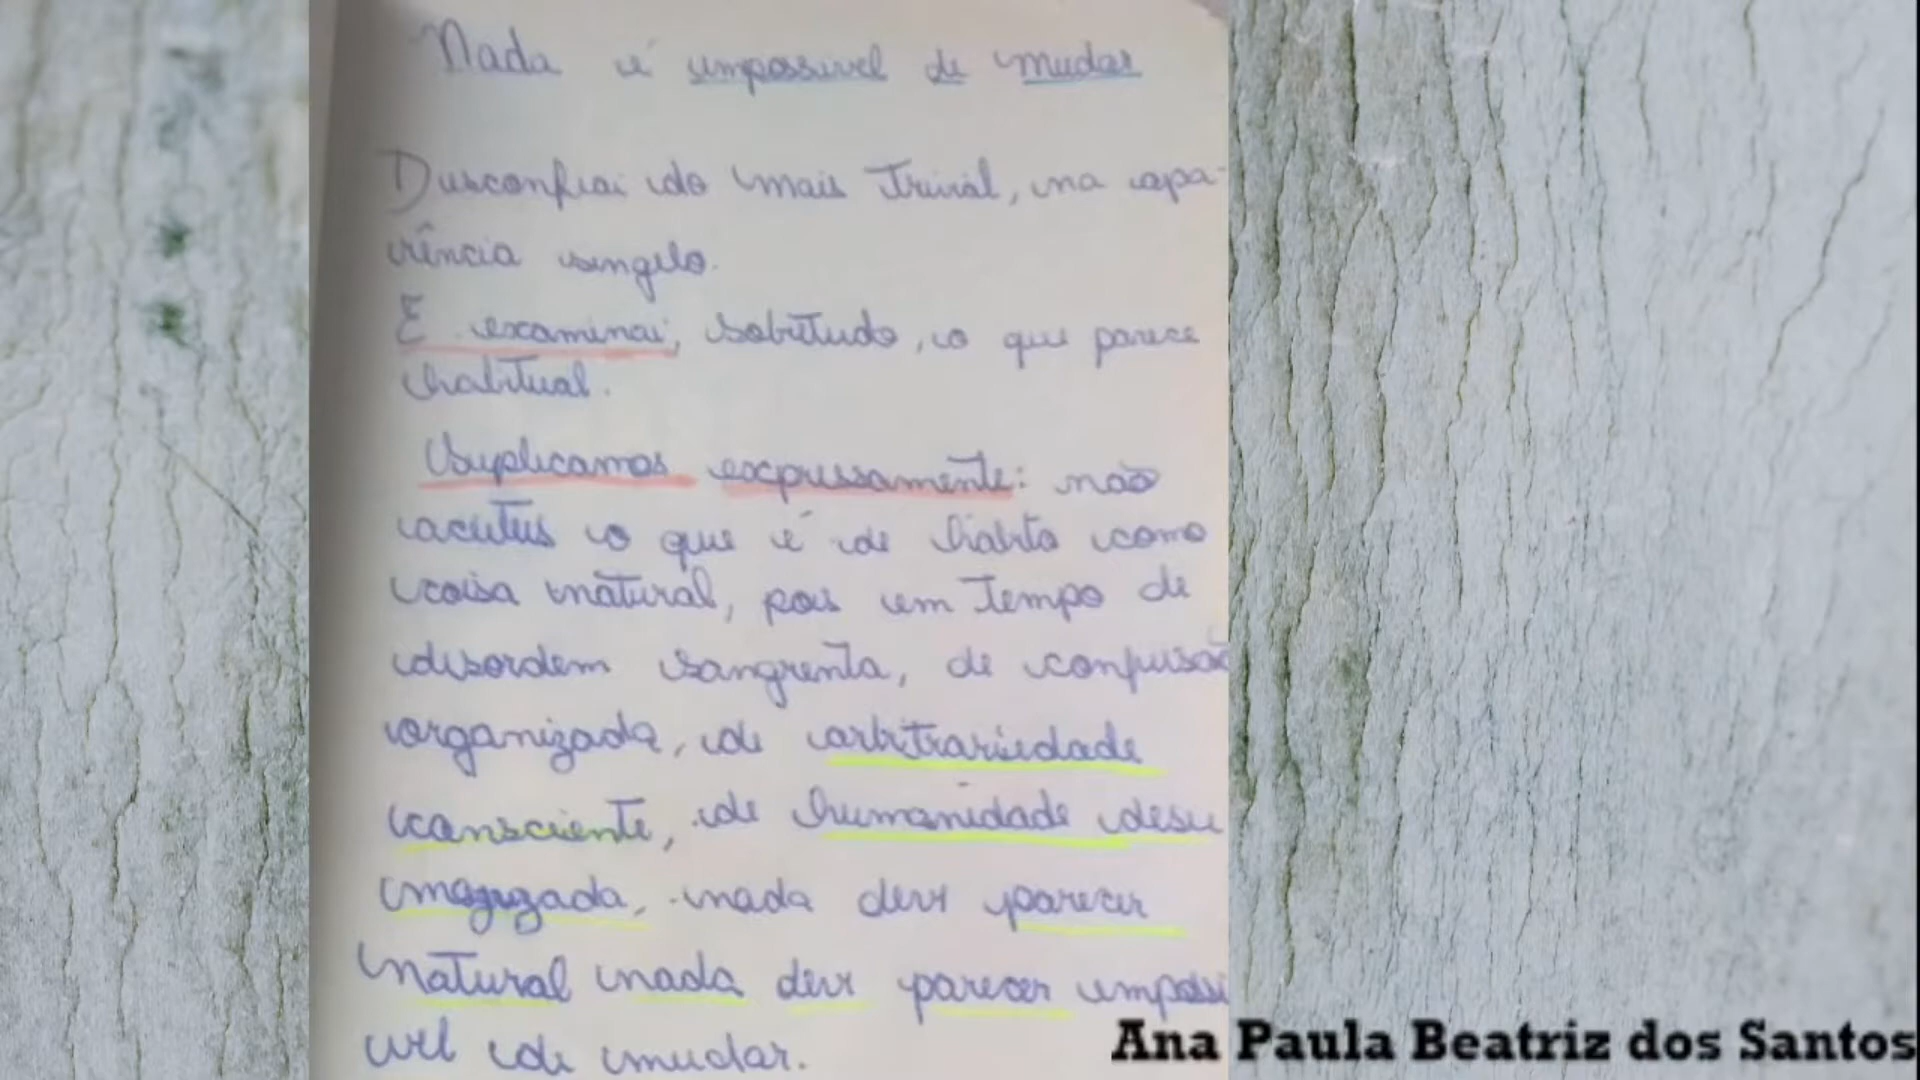 Nada é impossível de mudar
Desconfiai do mais trivial, na apa-
rência singelo.
E examinai, sobretudo, o que parece
habitual.
Suplicamos expressamente: não
aceiteis o que é de hábito como
coisa natural, pois em tempo de
desordem sangrenta, de confusão
organizada, de arbitrariedade
consciente, de humanidade desu
manizada, nada deve parecer
natural nada deve parecer impossi
vel de mudar.
Ana Paula Beatriz dos Santos